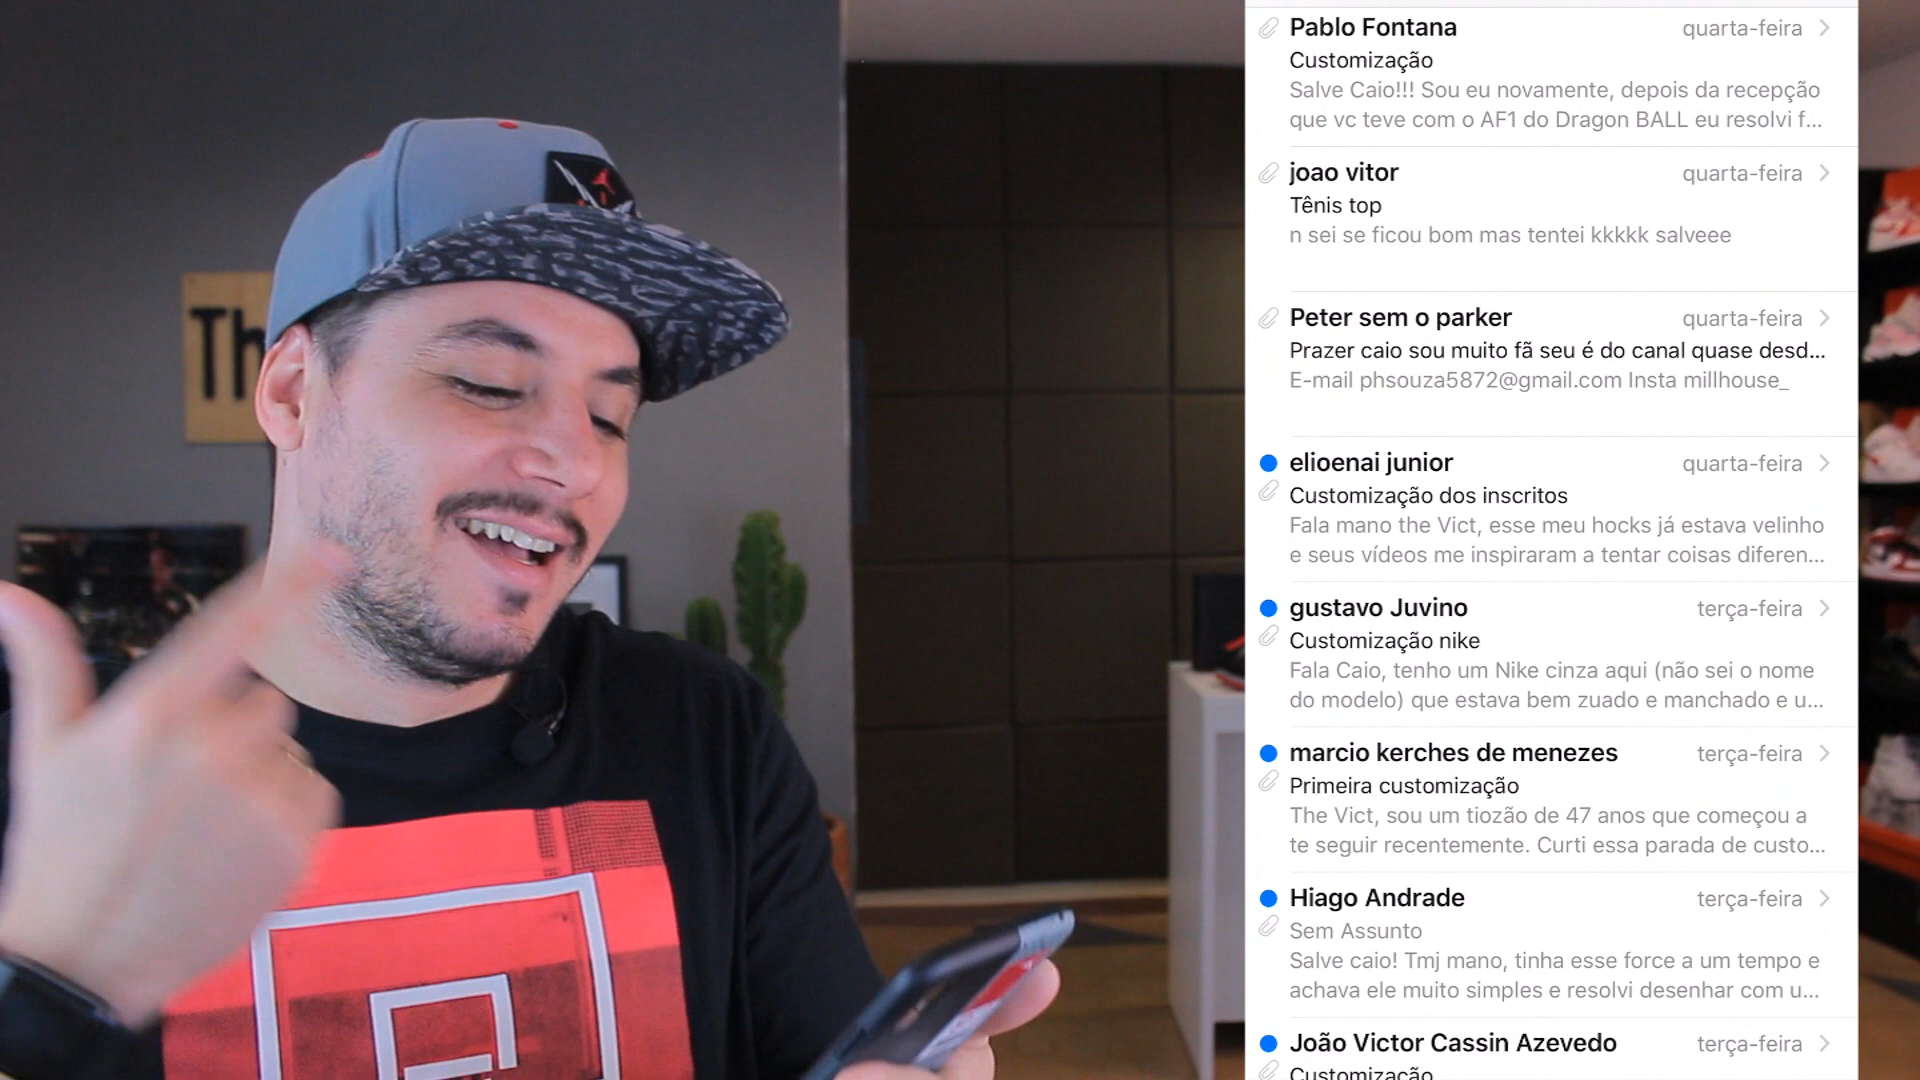 Th
Pablo Fontana quarta-feira
Customização
Salve Caio!!! Sou eu novamente, depois da recepção
que vc teve com o AF1 do Dragon BALL eu resolvi f...
joao vitor quarta-feira
Tênis top
n sei se ficou bom mas tentei kkkkk salveee
Peter sem o parker quarta-feira
Prazer caio sou muito fã seu é do canal quase desd...
E-mail phsouza5872@gmail.com Insta millhouse_
elioenai junior quarta-feira
Customização dos inscritos
Fala mano the Vict, esse meu hocks já estava velinho
e seus vídeos me inspiraram a tentar coisas diferen...
gustavo Juvino terça-feira
Customização nike
Fala Caio, tenho um Nike cinza aqui (não sei o nome
do modelo) que estava bem zuado e manchado e u...
marcio kerches de menezes terça-feira
Primeira customização
The Vict, sou um tiozão de 47 anos que começou a
te seguir recentemente. Curti essa parada de custo...
Hiago Andrade terça-feira
Sem Assunto
Salve caio! Tmj mano, tinha esse force a um tempo e
achava ele muito simples e resolvi desenhar com u...
João Victor Cassin Azevedo terça-feira
Customização